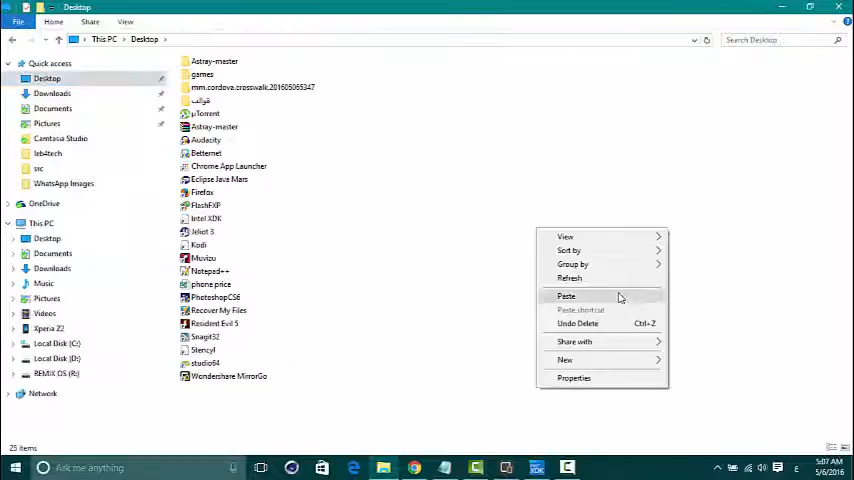 Desktop
File
Home
Share
View
This PC
Desktop
Search Desktop
Quick access
Desktop
Downloads
Documents
Pictures
Camtasia Studio
leb4tech
src
WhatsApp Images
OneDrive
This PC
Desktop
Documents
Downloads
Music
Pictures
Videos
Xperia Z2
Local Disk (C:)
Local Disk (D:)
REMIX OS (R:)
Network
Astray-master
games
mm.cordova.crosswalk.201605065347
قوالب
µTorrent
Astray-master
Audacity
Betternet
Chrome App Launcher
Eclipse Java Mars
Firefox
FlashFXP
Intel XDK
Jeliot 3
Kodi
Muvizu
Notepad++
phone price
PhotoshopCS6
Recover My Files
Resident Evil 5
Snagit32
Stencyl
studio64
Wondershare MirrorGo
View
Sort by
Group by
Refresh
Paste
Paste shortcut
Undo Delete Ctrl+Z
Share with
New
Properties
25 items
Ask me anything
XDK
ع
5:07 AM
5/6/2016